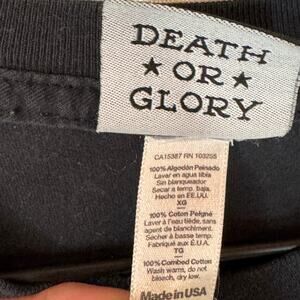 DEATH
★ OR ★
GLORY
CA15387 RN 103255
100% Algodón Peinado
Lavar en agua tibia
Sin blanqueador
Secar a temp. baja.
Hecho en EE.UU.
XG
100% Coton Peigné
Laver à l'eau tiède, sans
agent de blanchiment.
Sécher à basse temp.
Fabriqué aux É.U.A.
TG
100% Combed Cotton
Wash warm, do not
bleach, dry low.
Made in USA